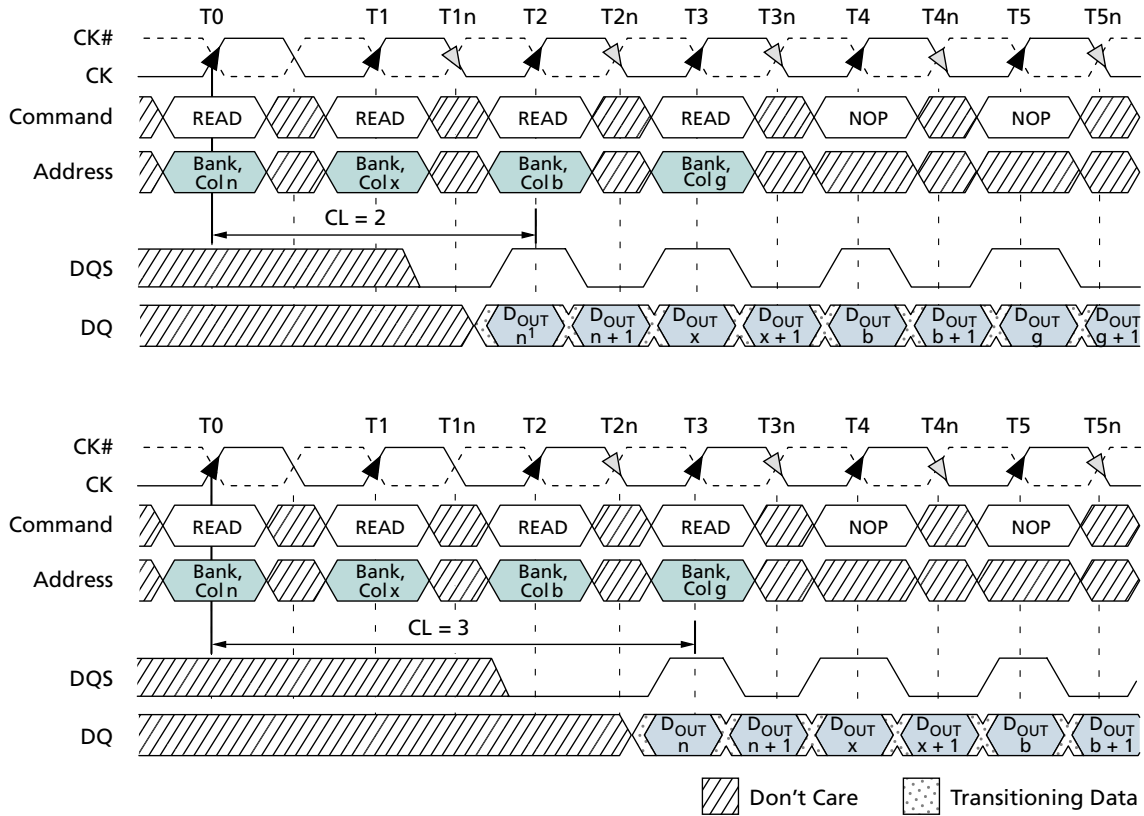 T0 T1 T1n T2 T2n T3 T3n T4 T4n T5 T5n
CK#
CK
Command READ READ READ READ NOP NOP
Address Bank, Col n Bank, Col x Bank, Col b Bank, Col g
CL = 2
DQS
DQ DOUT n1 DOUT n + 1 DOUT x DOUT x + 1 DOUT b DOUT b + 1 DOUT g DOUT g + 1
T0 T1 T1n T2 T2n T3 T3n T4 T4n T5 T5n
CK#
CK
Command READ READ READ READ NOP NOP
Address Bank, Col n Bank, Col x Bank, Col b Bank, Col g
CL = 3
DQS
DQ DOUT n DOUT n + 1 DOUT x DOUT x + 1 DOUT b DOUT b + 1
Don't Care Transitioning Data